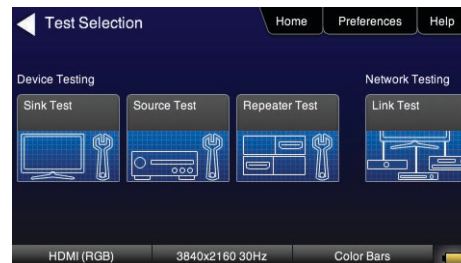 Test Selection
Home
Preferences
Help
Device Testing
Network Testing
Sink Test
Source Test
Repeater Test
Link Test
HDMI (RGB)
3840x2160 30Hz
Color Bars